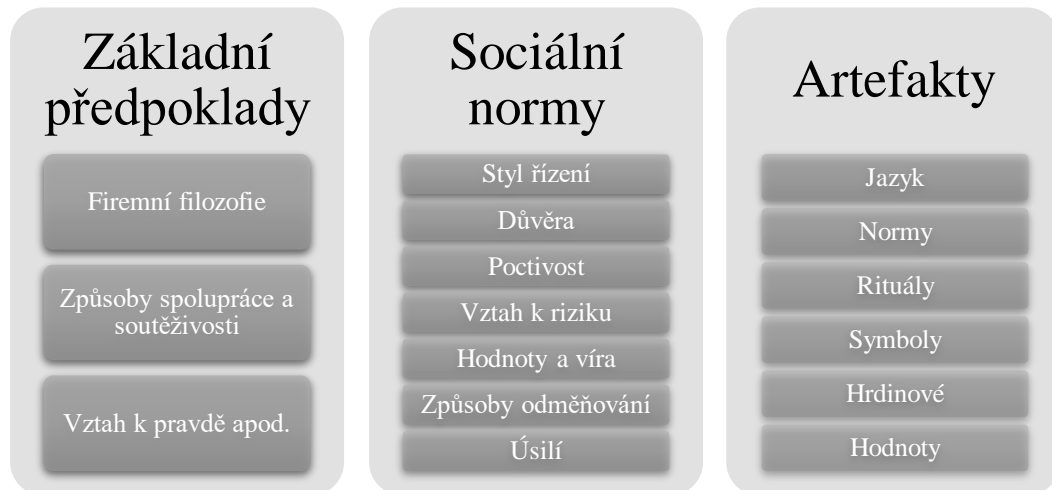 Základní
předpoklady
Firemní filozofie
Způsoby spolupráce a
soutěživosti
Vztah k pravdě apod.
Sociální
normy
Styl řízení
Důvěra
Poctivost
Vztah k riziku
Hodnoty a víra
Způsoby odměňování
Úsilí
Artefakty
Jazyk
Normy
Rituály
Symboly
Hrdinové
Hodnoty